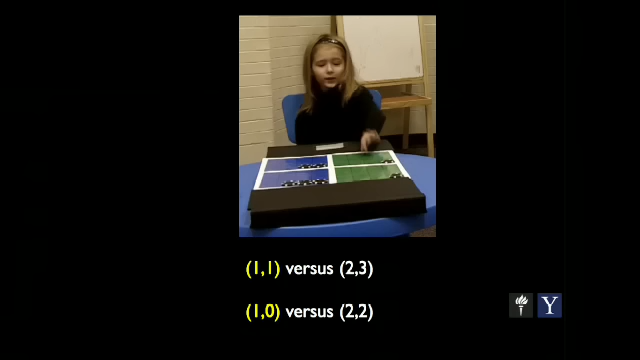 (1,1) versus (2,3)
(1,0) versus (2,2)
Y